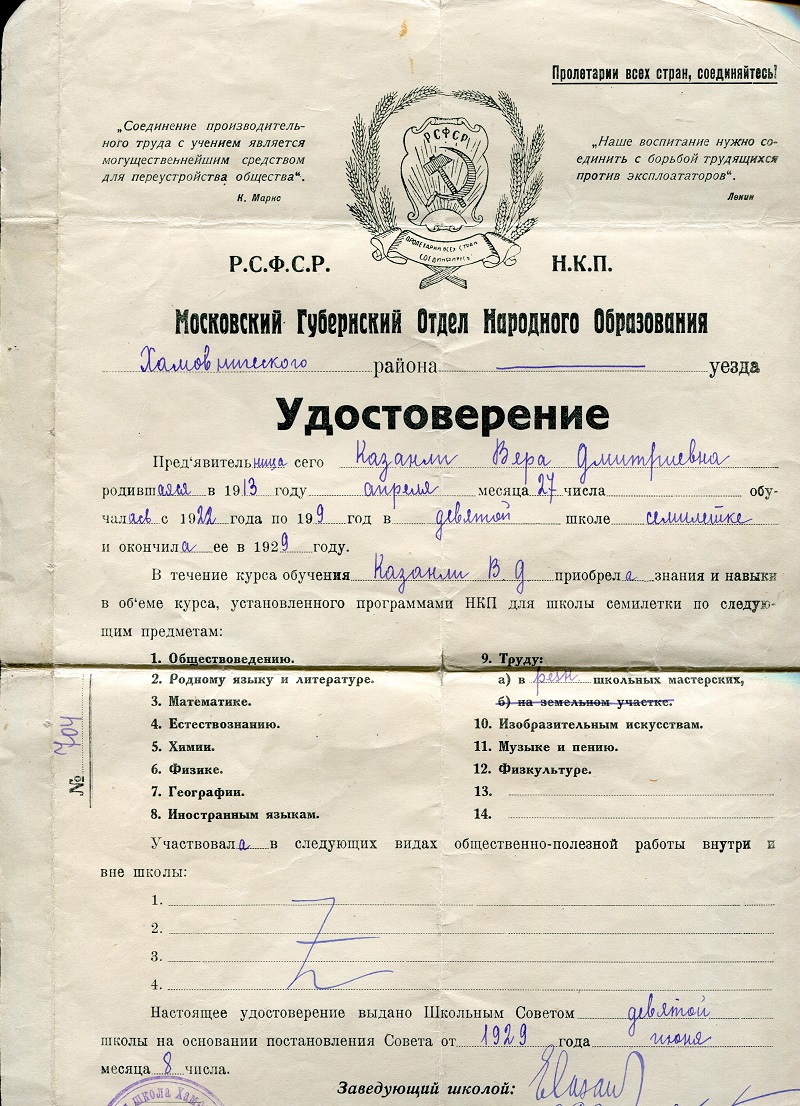 Пролетарии всех стран, соединяйтесь!
„Соединение производитель-
ного труда с учением является
могущественнейшим средством
для переустройства общества“.
К. Маркс
„Наше воспитание нужно со-
единить с борьбой трудящихся
против эксплоататоров“.
Ленин
РСФСР
ПРОЛЕТАРИИ ВСЕХ СТРАН
СОЕДИНЯЙТЕСЬ!
Р.С.Ф.С.Р. Н.К.П.
Московский Губернский Отдел Народного Образования
Хамовнического района уезда
Удостоверение
Пред‘явительница сего Казанли Вера Дмитриевна
родившаяся в 1913 году апреля месяца 27 числа обу-
чалась с 1922 года по 199 год в девятой школе семилетке
и окончила ее в 1929 году.
В течение курса обучения Казанли В Д приобрела знания и навыки
в об‘еме курса, установленного программами НКП для школы семилетки по следую-
щим предметам:
1. Обществоведению.
2. Родному языку и литературе.
3. Математике.
4. Естествознанию.
5. Химии.
6. Физике.
7. Географии.
8. Иностранным языкам.
9. Труду:
а) в школьных мастерских,
б) на земельном участке.
10. Изобразительным искусствам.
11. Музыке и пению.
12. Физкультуре.
13.
14.
№ 704
Участвовала в следующих видах общественно-полезной работы внутри и
вне школы:
1.
2.
3.
4.
Настоящее удостоверение выдано Школьным Советом девятой
школы на основании постановления Совета от 1929 года июня
месяца 8 числа.
Заведующий школой:
школа Хам